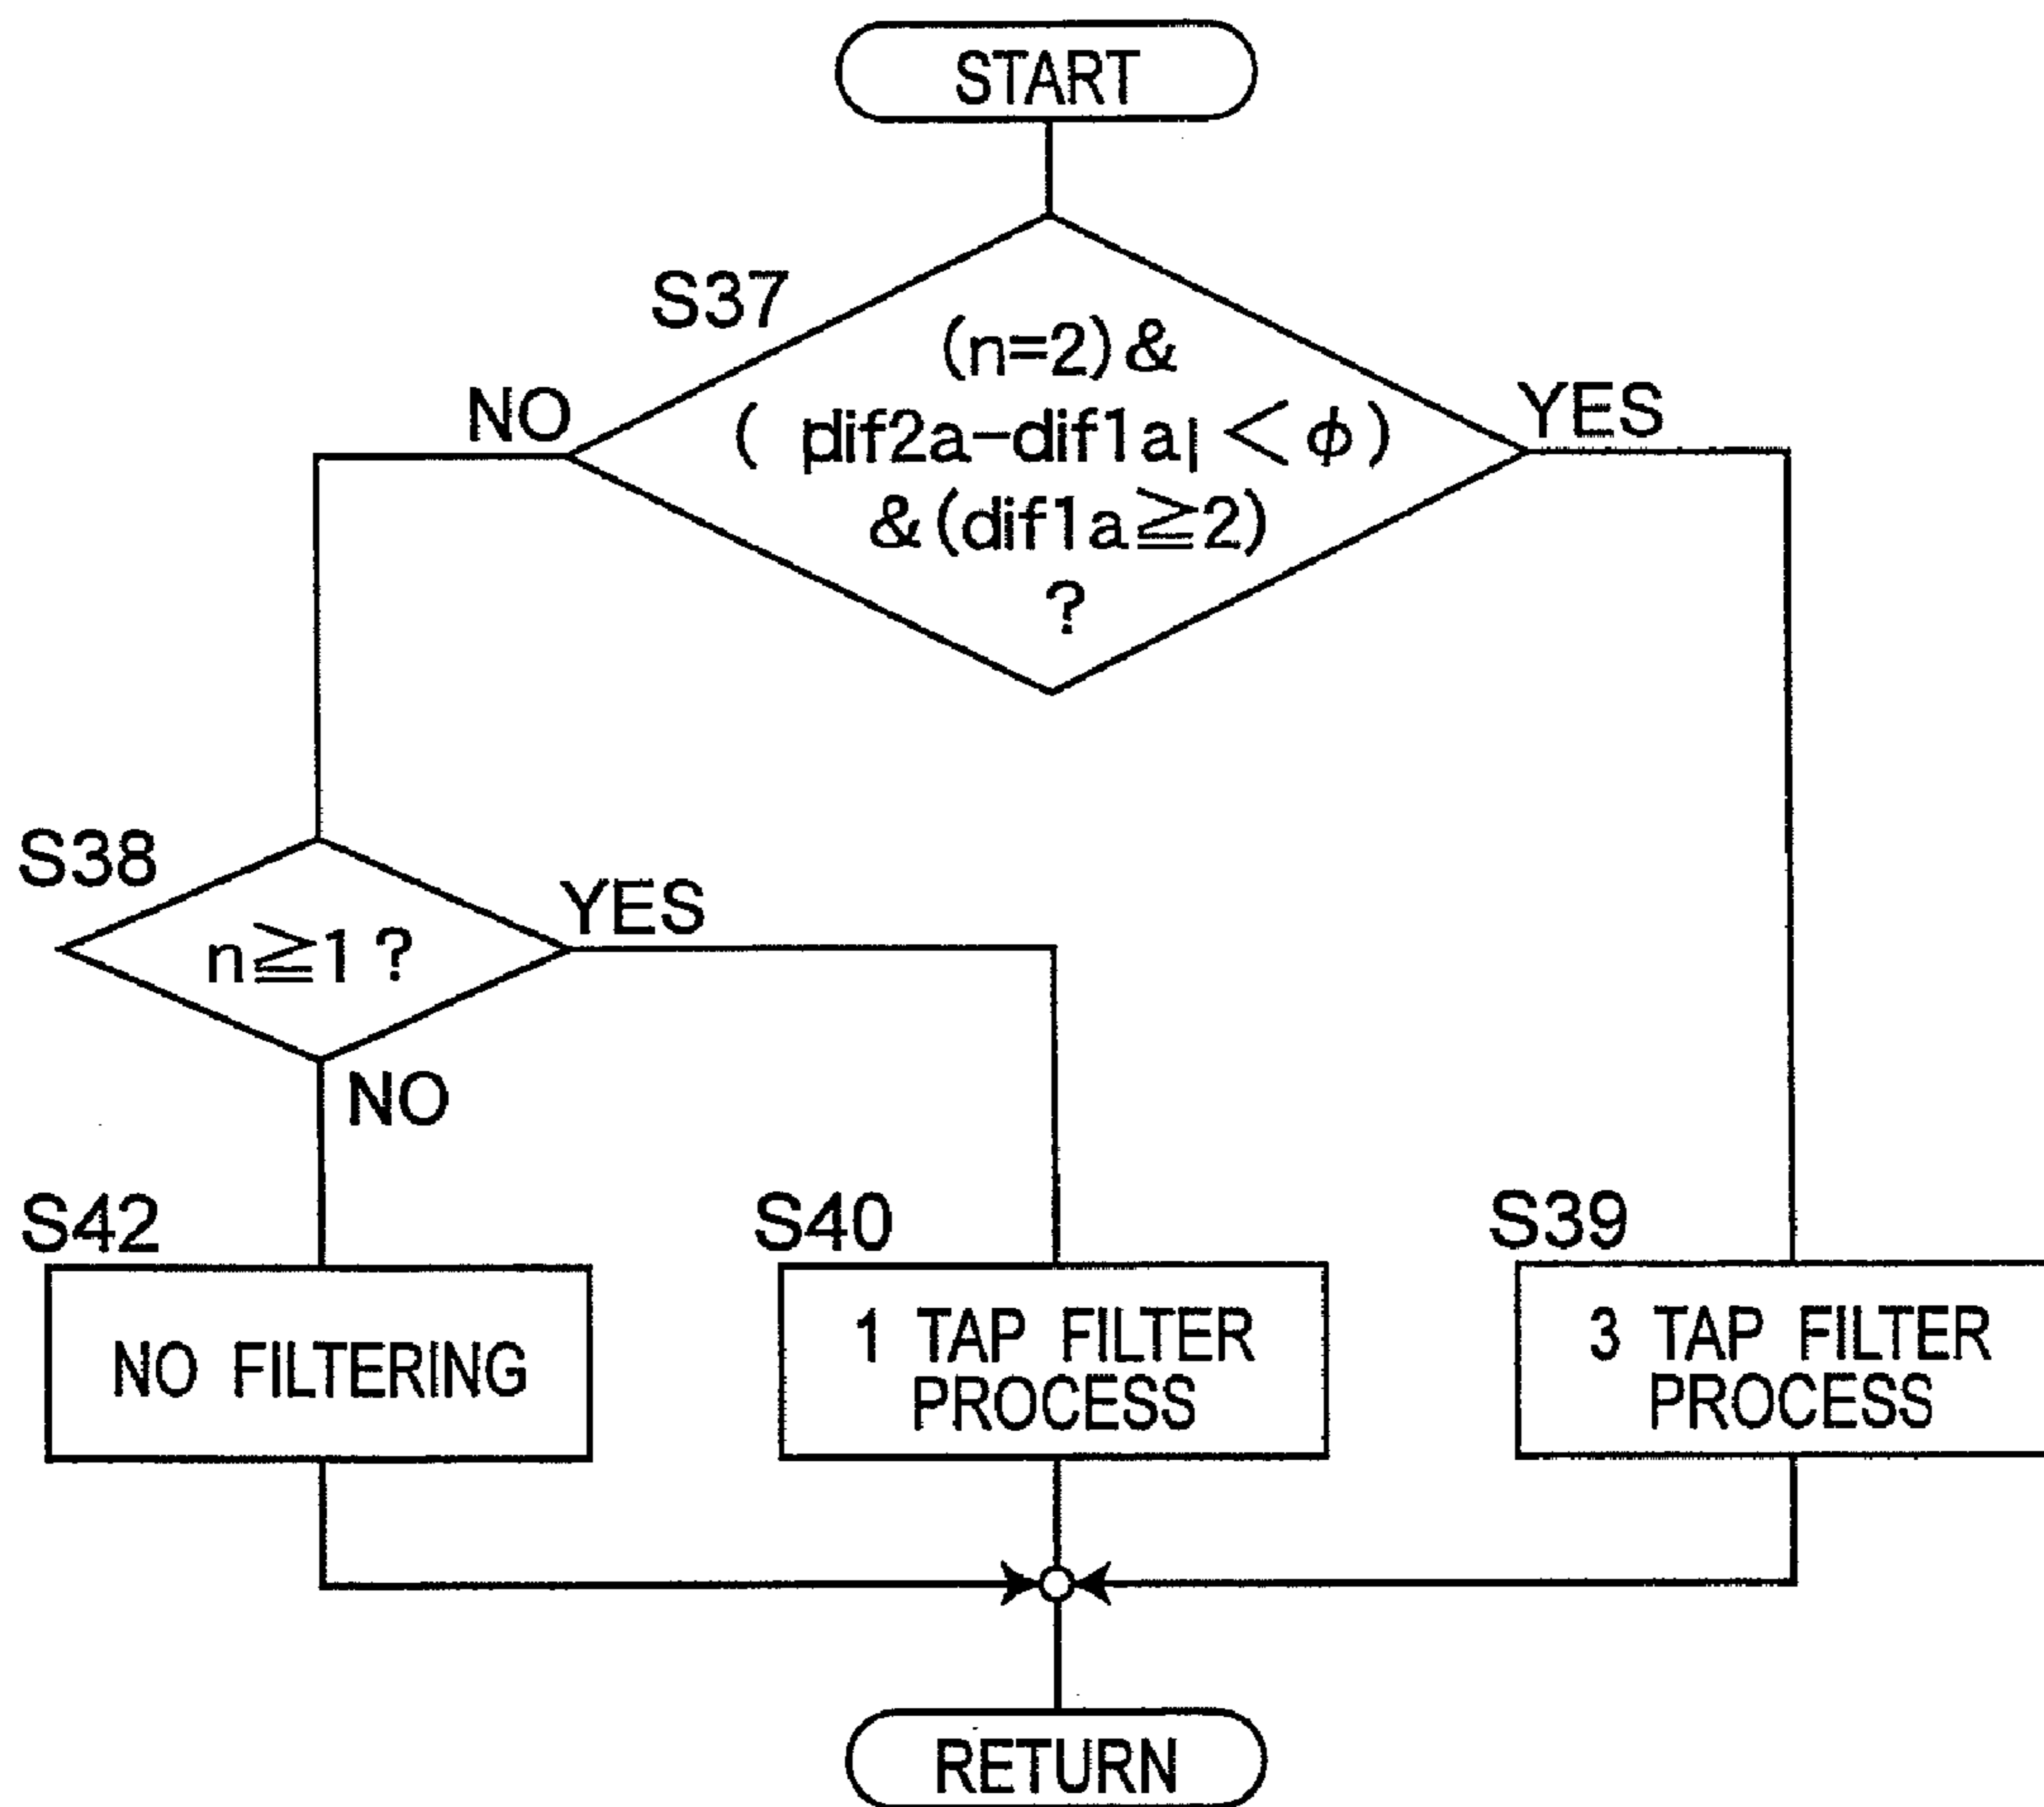 START
S37
(n=2)&
( |dif2a-dif1a|<φ)
&(dif1a≧2)
?
NO
YES
S38
n≧1?
YES
NO
S42
NO FILTERING
S40
1 TAP FILTER
PROCESS
S39
3 TAP FILTER
PROCESS
RETURN